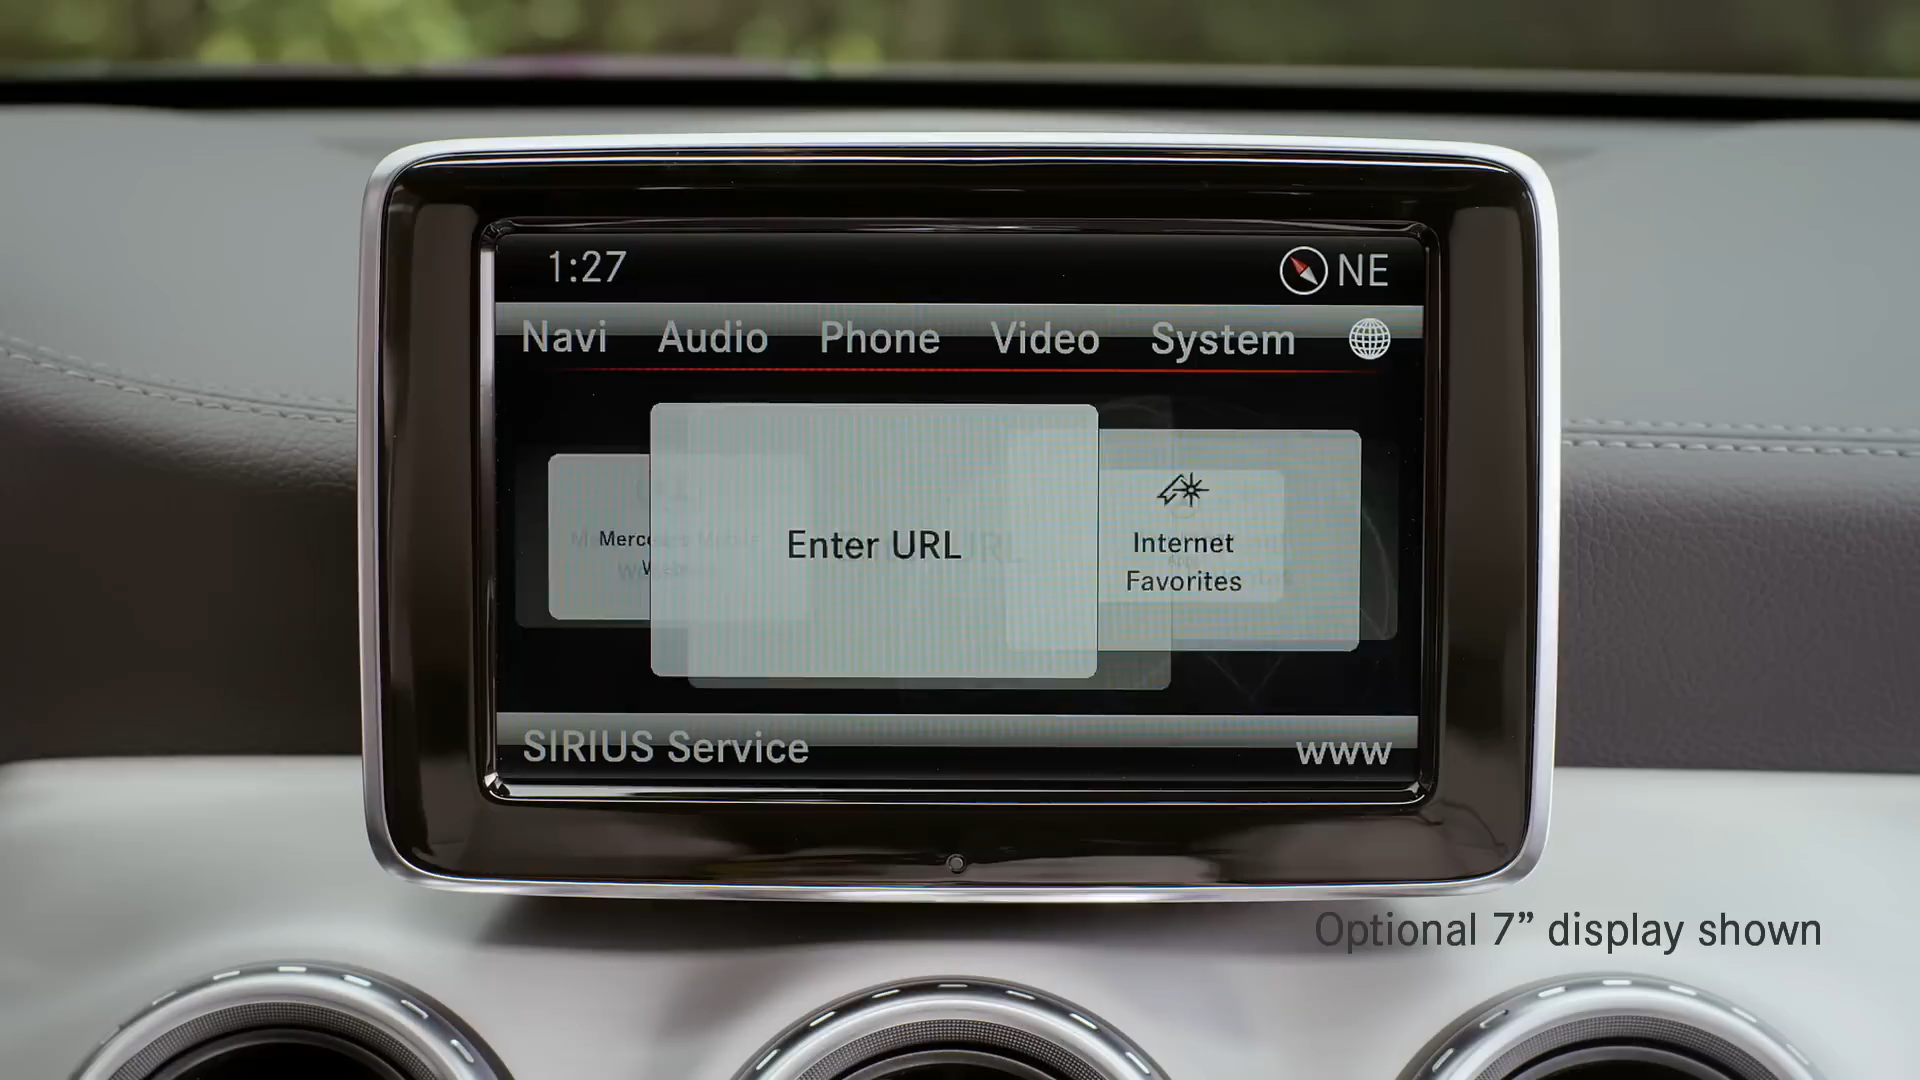 1:27
NE
Navi Audio Phone Video System
Enter URL
Internet
Favorites
SIRIUS Service
www
Optional 7” display shown